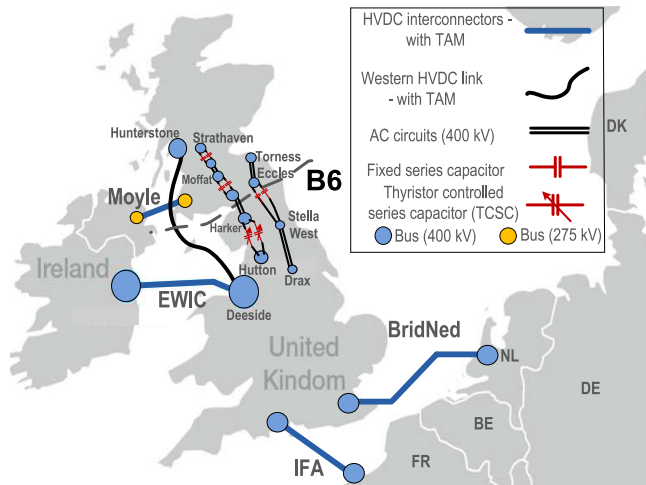 HVDC interconnectors -
with TAM
Western HVDC link
- with TAM
AC circuits (400 kV)
Fixed series capacitor
Thyristor controlled
series capacitor (TCSC)
Bus (400 kV)
Bus (275 kV)
DK
Hunterstone
Strathaven
Torness
Eccles
B6
Moffat
Moyle
Harker
Stella
West
Ireland
Hutton
Drax
EWIC
Deeside
United
Kindom
BridNed
NL
DE
BE
IFA
FR